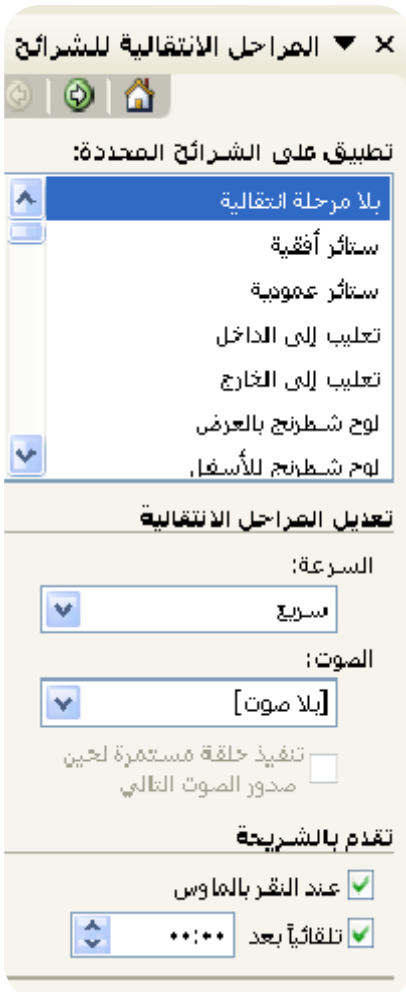 المراحل الانتقالية للشرائح
تطبيق على الشرائح المحددة:
بلا مرحلة انتقالية
ستائر أفقية
ستائر عمودية
تعليب إلى الداخل
تعليب إلى الخارج
لوح شطرنج بالعرض
لوح شطرنج للأسفل
تعديل المراحل الانتقالية
السرعة:
سريع
الصوت:
[بلا صوت]
تنفيذ حلقة مستمرة لحين
صدور الصوت التالي
تقدم بالشريحة
عند النقر بالماوس
تلقائياً بعد ٠٠:٠٠